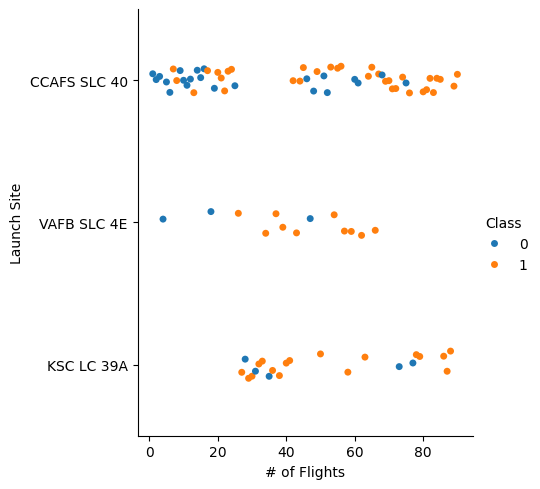 CCAFS SLC 40
VAFB SLC 4E
KSC LC 39A
Launch Site
0
20
40
60
80
# of Flights
Class
0
1